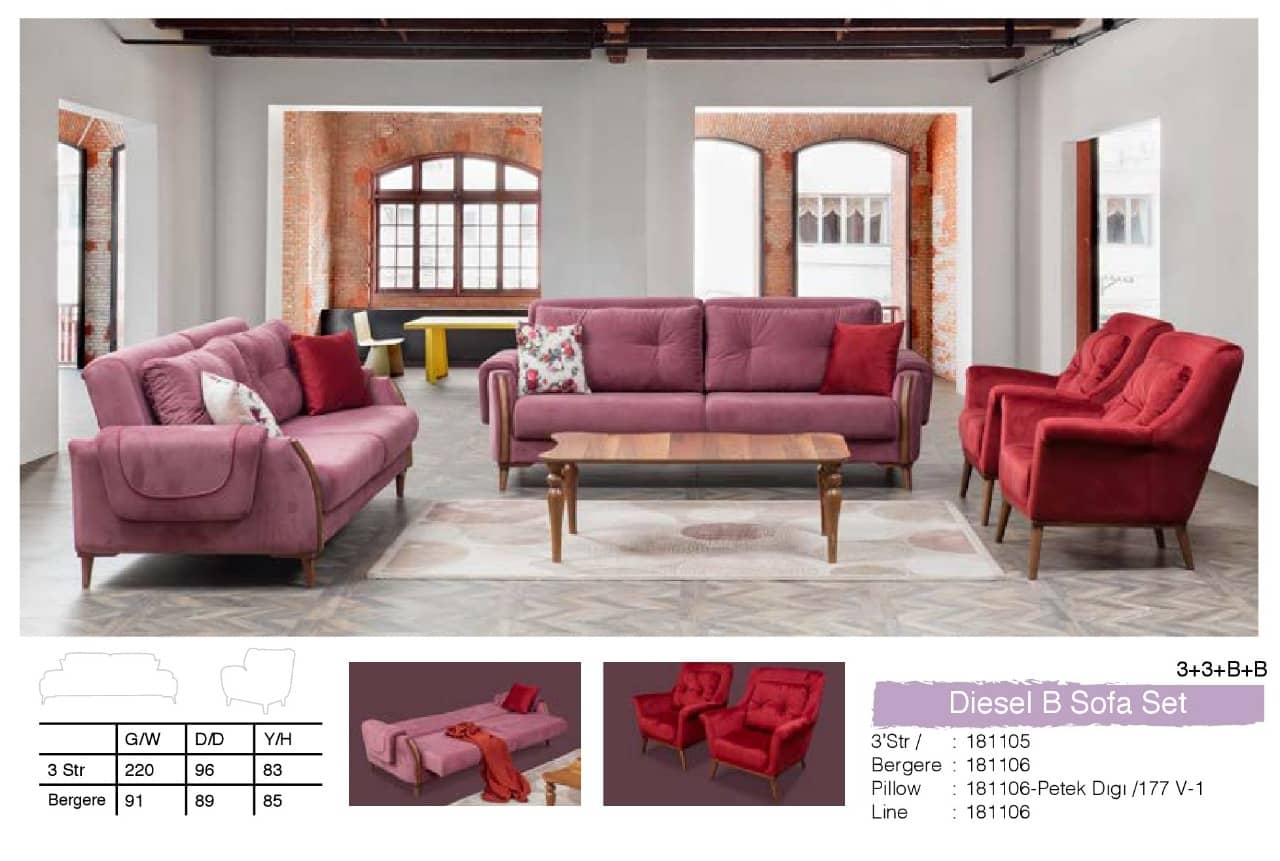 3+3+B+B
Diesel B Sofa Set
3'Str / : 181105
Bergere : 181106
Pillow : 181106-Petek Dıgı /177 V-1
Line : 181106
G/W D/D Y/H
3 Str 220 96 83
Bergere 91 89 85